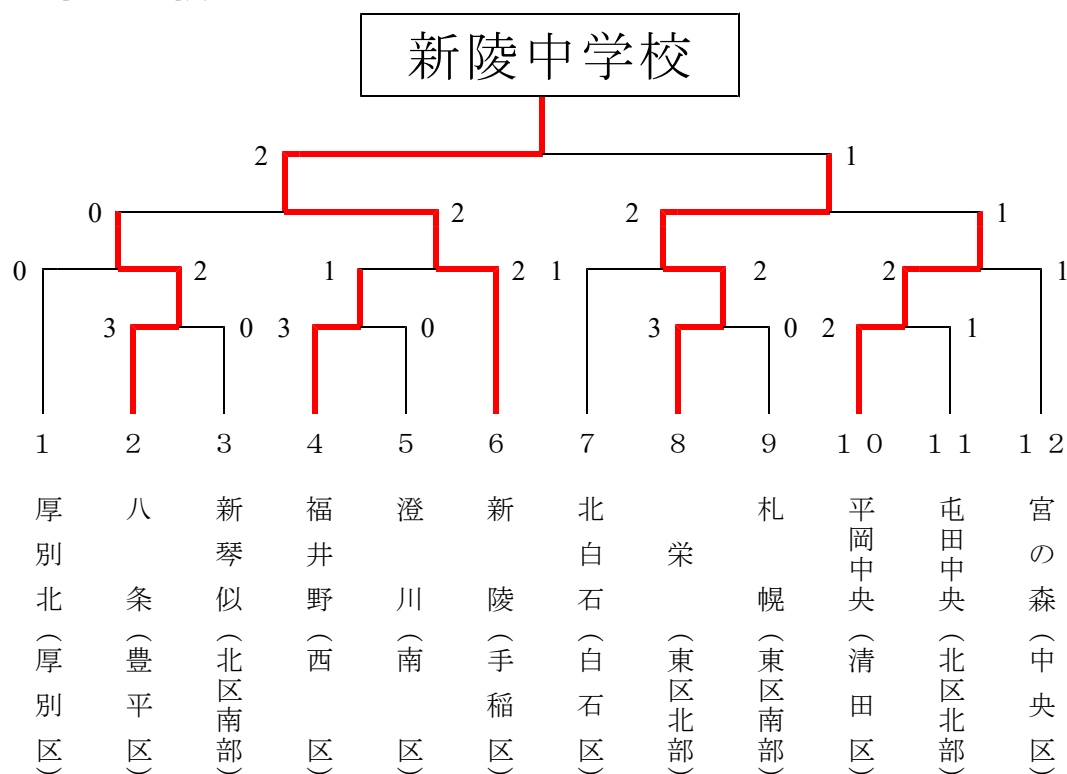 新陵中学校
2 1
0 2 2 1
0 2 1 2 1 2 2 1
3 0 3 0 3 0 2 1
1 2 3 4 5 6 7 8 9 10 11 12
厚別北(厚別区)
八条(豊平区)
新琴似(北区南部)
福井野(西区)
澄川(南区)
新陵(手稲区)
北白石(白石区)
栄(東区北部)
札幌(東区南部)
平岡中央(清田区)
屯田中央(北区北部)
宮の森(中央区)